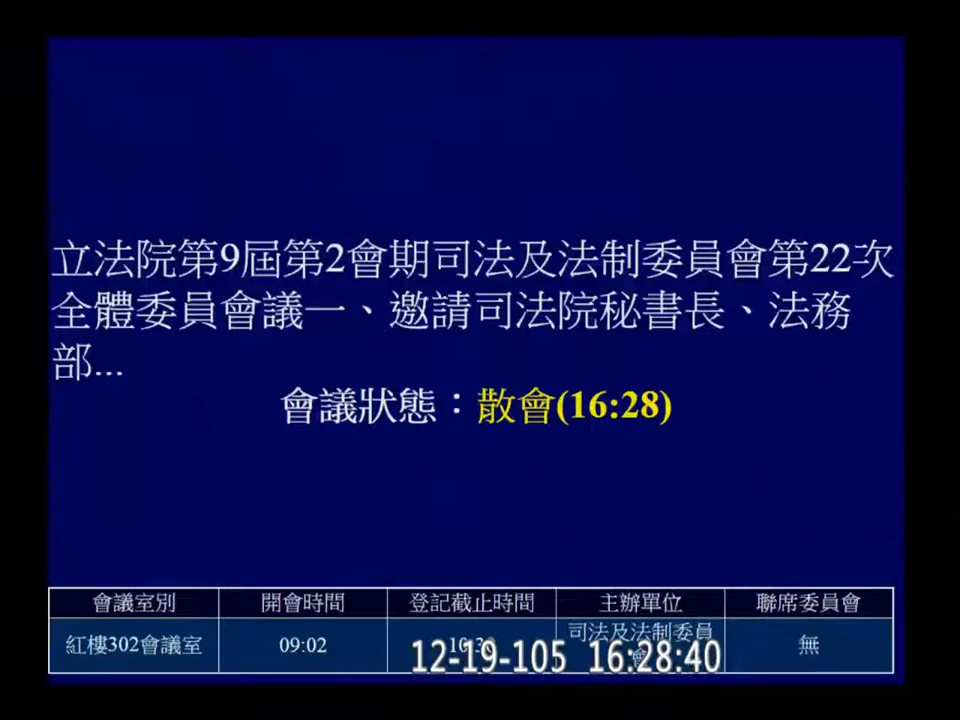 立法院第9屆第2會期司法及法制委員會第22次
全體委員會議一、邀請司法院秘書長、法務
部...
會議狀態：散會(16:28)
會議室別 開會時間 登記截止時間 主辦單位 聯席委員會
紅樓302會議室 09:02 10:30 司法及法制委員會 無
12-19-105 16:28:40